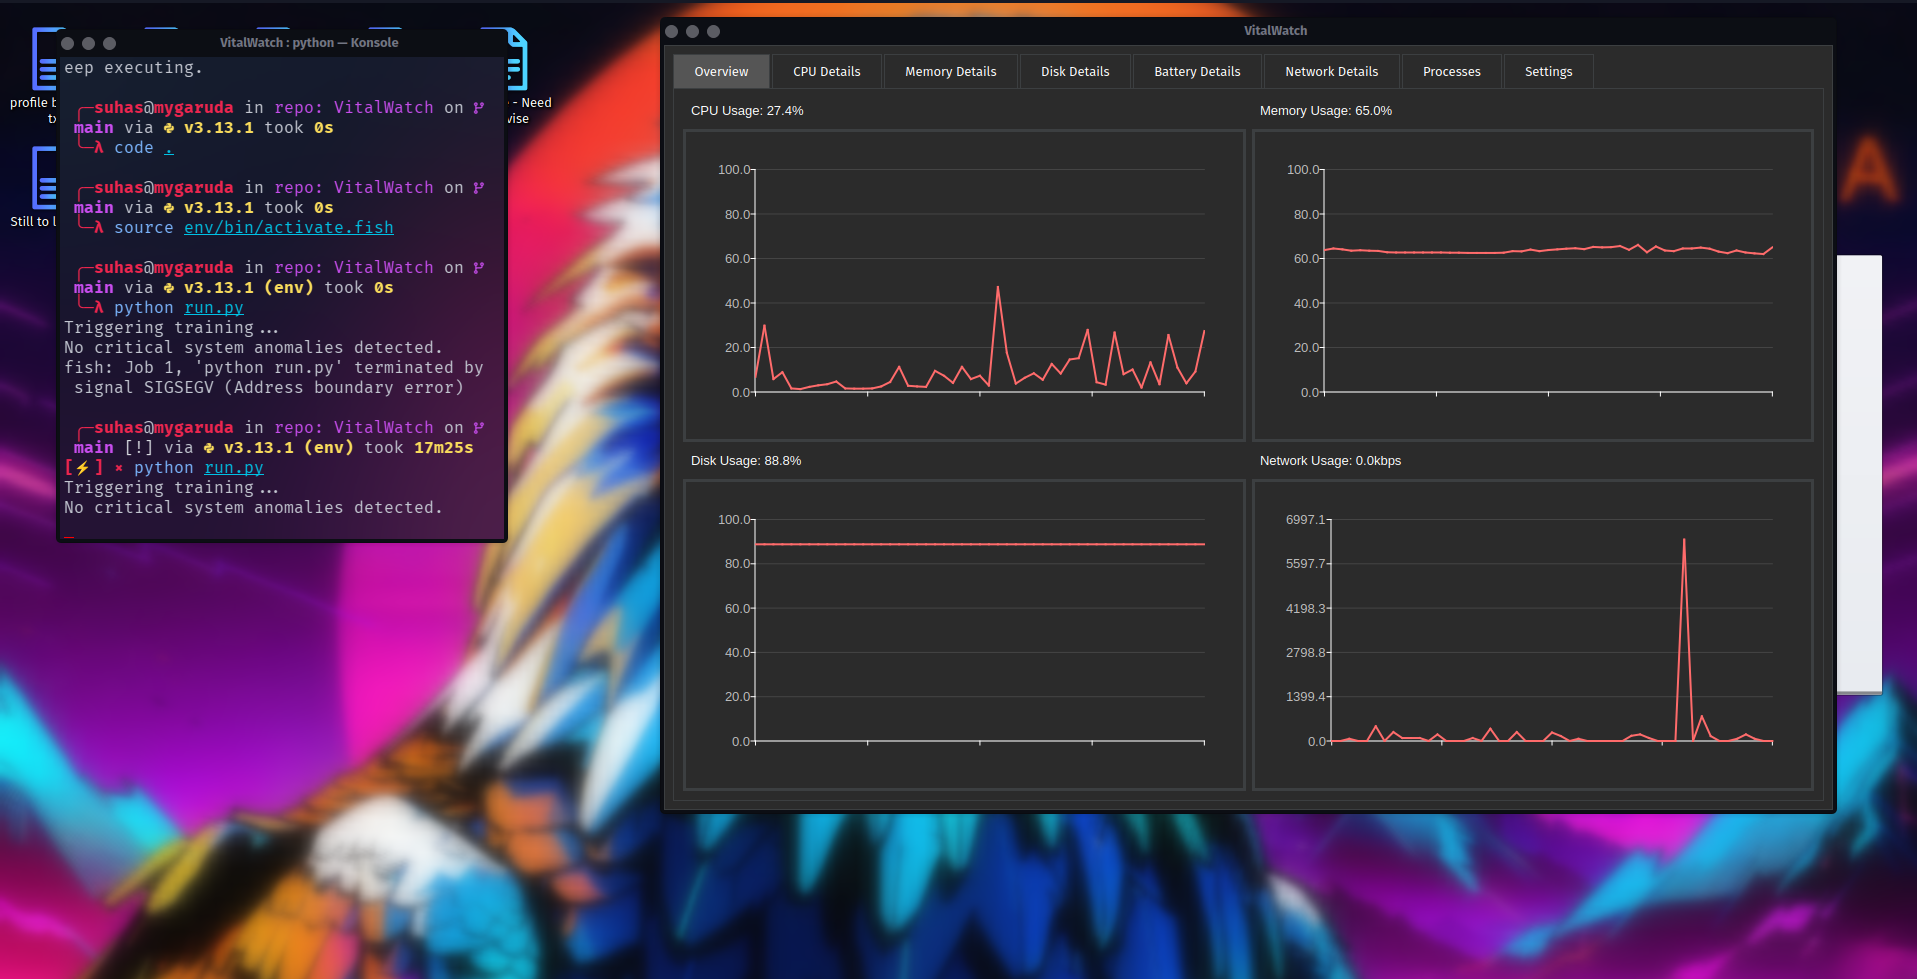 profile b
tx
Still to l
- Need
vise
VitalWatch : python — Konsole
eep executing.
suhas@mygaruda in repo: VitalWatch on
main via v3.13.1 took 0s
λ code .
suhas@mygaruda in repo: VitalWatch on
main via v3.13.1 took 0s
λ source env/bin/activate.fish
suhas@mygaruda in repo: VitalWatch on
main via v3.13.1 (env) took 0s
λ python run.py
Triggering training...
No critical system anomalies detected.
fish: Job 1, 'python run.py' terminated by
signal SIGSEGV (Address boundary error)
suhas@mygaruda in repo: VitalWatch on
main [!] via v3.13.1 (env) took 17m25s
[⚡] × python run.py
Triggering training...
No critical system anomalies detected.
_
VitalWatch
Overview CPU Details Memory Details Disk Details Battery Details Network Details Processes Settings
CPU Usage: 27.4%
100.0
80.0
60.0
40.0
20.0
0.0
Memory Usage: 65.0%
100.0
80.0
60.0
40.0
20.0
0.0
Disk Usage: 88.8%
100.0
80.0
60.0
40.0
20.0
0.0
Network Usage: 0.0kbps
6997.1
5597.7
4198.3
2798.8
1399.4
0.0
A